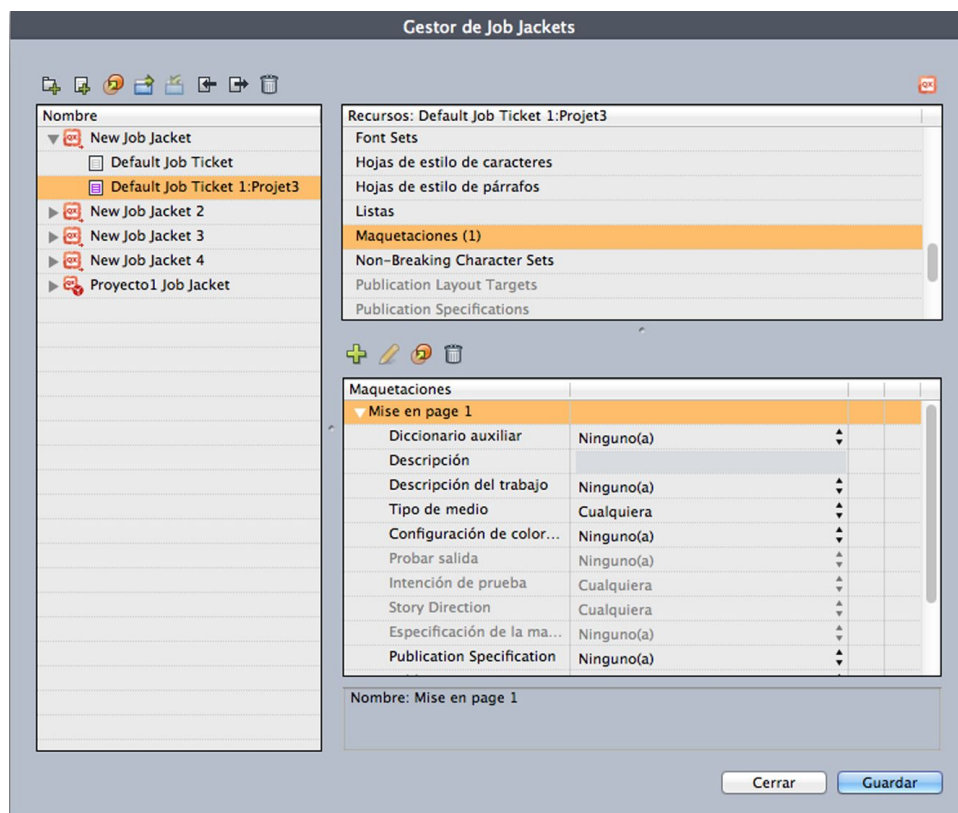 Gestor de Job Jackets
Nombre
New Job Jacket
Default Job Ticket
Default Job Ticket 1:Projet3
New Job Jacket 2
New Job Jacket 3
New Job Jacket 4
Proyecto1 Job Jacket
Recursos: Default Job Ticket 1:Projet3
Font Sets
Hojas de estilo de caracteres
Hojas de estilo de párrafos
Listas
Maquetaciones (1)
Non-Breaking Character Sets
Publication Layout Targets
Publication Specifications
Maquetaciones
Mise en page 1
Diccionario auxiliar Ninguno(a)
Descripción
Descripción del trabajo Ninguno(a)
Tipo de medio Cualquiera
Configuración de color... Ninguno(a)
Probar salida Ninguno(a)
Intención de prueba Cualquiera
Story Direction Cualquiera
Especificación de la ma... Ninguno(a)
Publication Specification Ninguno(a)
Nombre: Mise en page 1
Cerrar Guardar